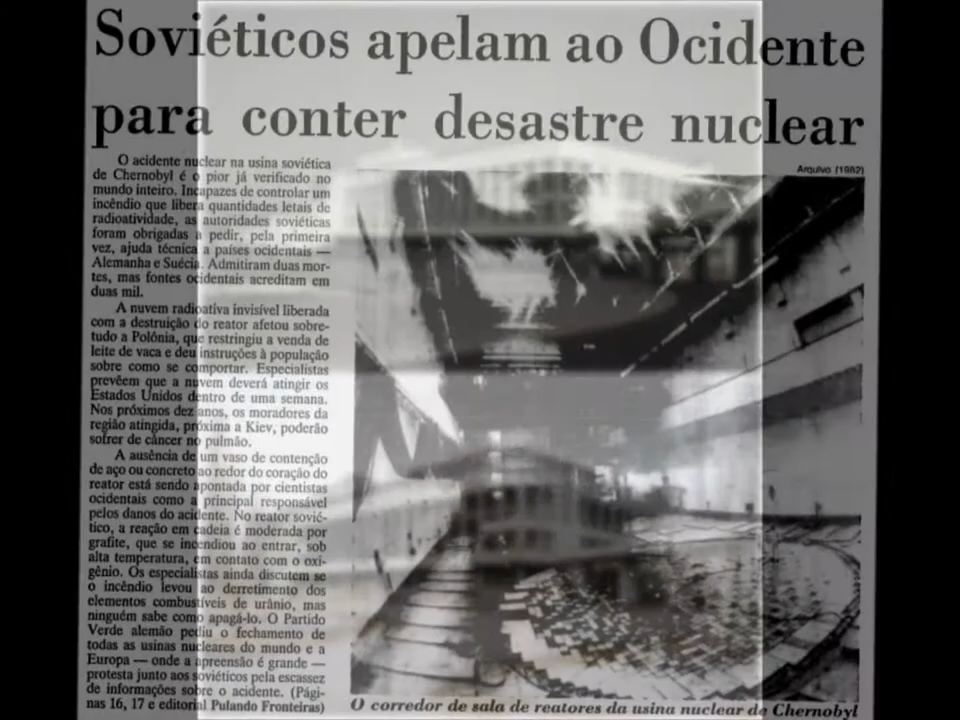 Soviéticos apelam ao Ocidente
para conter desastre nuclear
O acidente nuclear na usina soviética
de Chernobyl é o pior já verificado no
mundo inteiro. Incapazes de controlar um
incêndio que libera quantidades letais de
radioatividade, as autoridades soviéticas
foram obrigadas a pedir, pela primeira
vez, ajuda técnica a países ocidentais —
Alemanha e Suécia. Admitiram duas mor-
tes, mas fontes ocidentais acreditam em
duas mil.
A nuvem radioativa invisível liberada
com a destruição do reator afetou sobre-
tudo a Polônia, que restringiu a venda de
leite de vaca e deu instruções à população
sobre como se comportar. Especialistas
prevêem que a nuvem deverá atingir os
Estados Unidos dentro de uma semana.
Nos próximos dez anos, os moradores da
região atingida, próxima a Kiev, poderão
sofrer de câncer no pulmão.
A ausência de um vaso de contenção
de aço ou concreto ao redor do coração do
reator está sendo apontada por cientistas
ocidentais como a principal responsável
pelos danos do acidente. No reator sovié-
tico, a reação em cadeia é moderada por
grafite, que se incendiou ao entrar, sob
alta temperatura, em contato com o oxi-
gênio. Os especialistas ainda discutem se
o incêndio levou ao derretimento dos
elementos combustíveis de urânio, mas
ninguém sabe como apagá-lo. O Partido
Verde alemão pediu o fechamento de
todas as usinas nucleares do mundo e a
Europa — onde a apreensão é grande —
protesta junto aos soviéticos pela escassez
de informações sobre o acidente. (Pági-
nas 16, 17 e editorial Pulando Fronteiras)
Arquivo (1982)
O corredor de sala de reatores da usina nuclear de Chernobyl